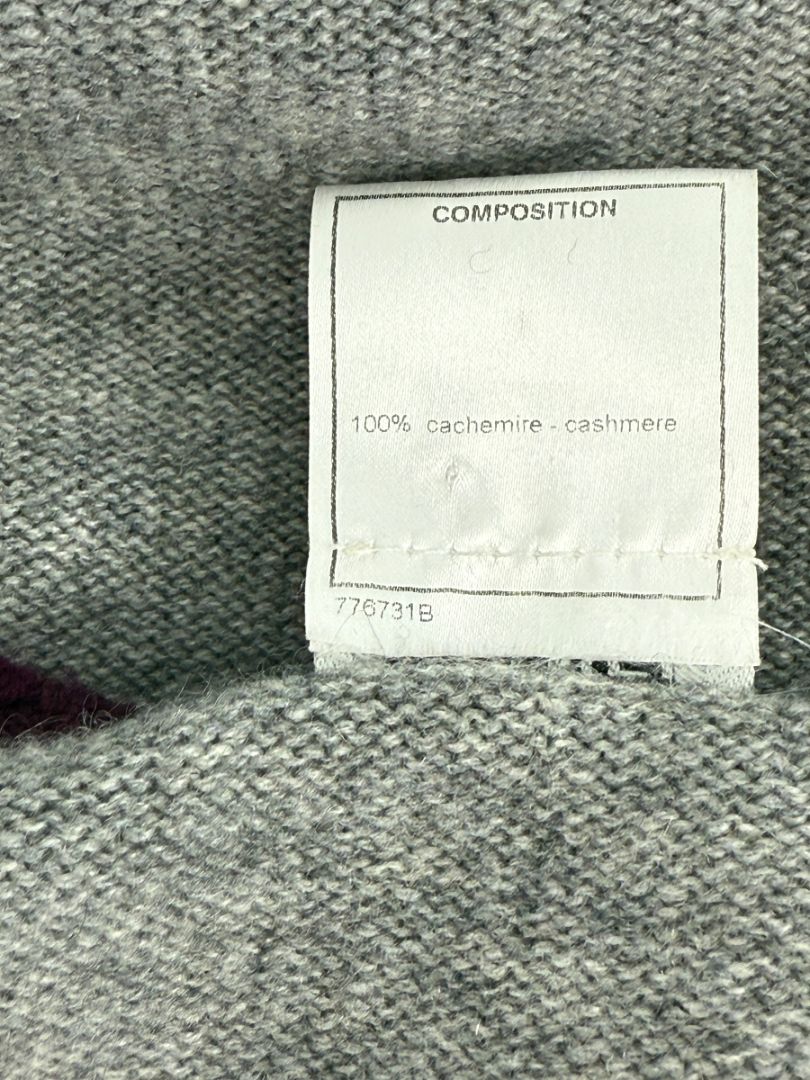 COMPOSITION
100% cachemire - cashmere
776731B